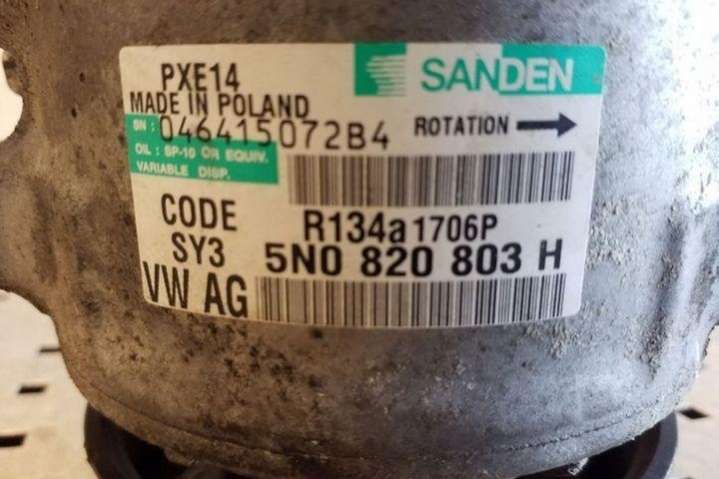 PXE14
SANDEN
MADE IN POLAND
SN : 046415072B4
ROTATION
OIL : SP-10 OR EQUIV.
VARIABLE DISP.
CODE
R134a 1706P
SY3
5N0 820 803 H
VW AG